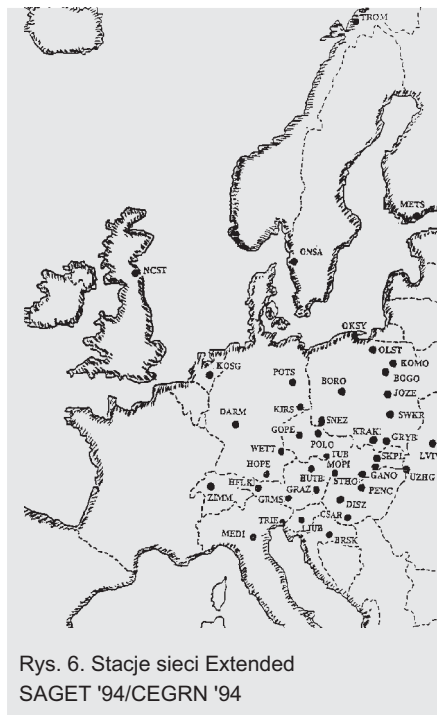 TROM
METS
ONSA
NCST
OKSY
OLST
KOSG
POTS
BORO
KOMO
BOGO
JOZE
KIRS
SWKR
DARM
SNEZ
GOPE
POLO
KRAK
GRYB
LVIV
WETT
TUB
SKPL
HOPE
MOPI
UZHG
HUTB
STHO
GANO
HFLK
GRAZ
PENC
ZIMM
GRMS
DISZ
CSAR
TRIE
LJUB
MEDI
BRSK
Rys. 6. Stacje sieci Extended
SAGET '94/CEGRN '94